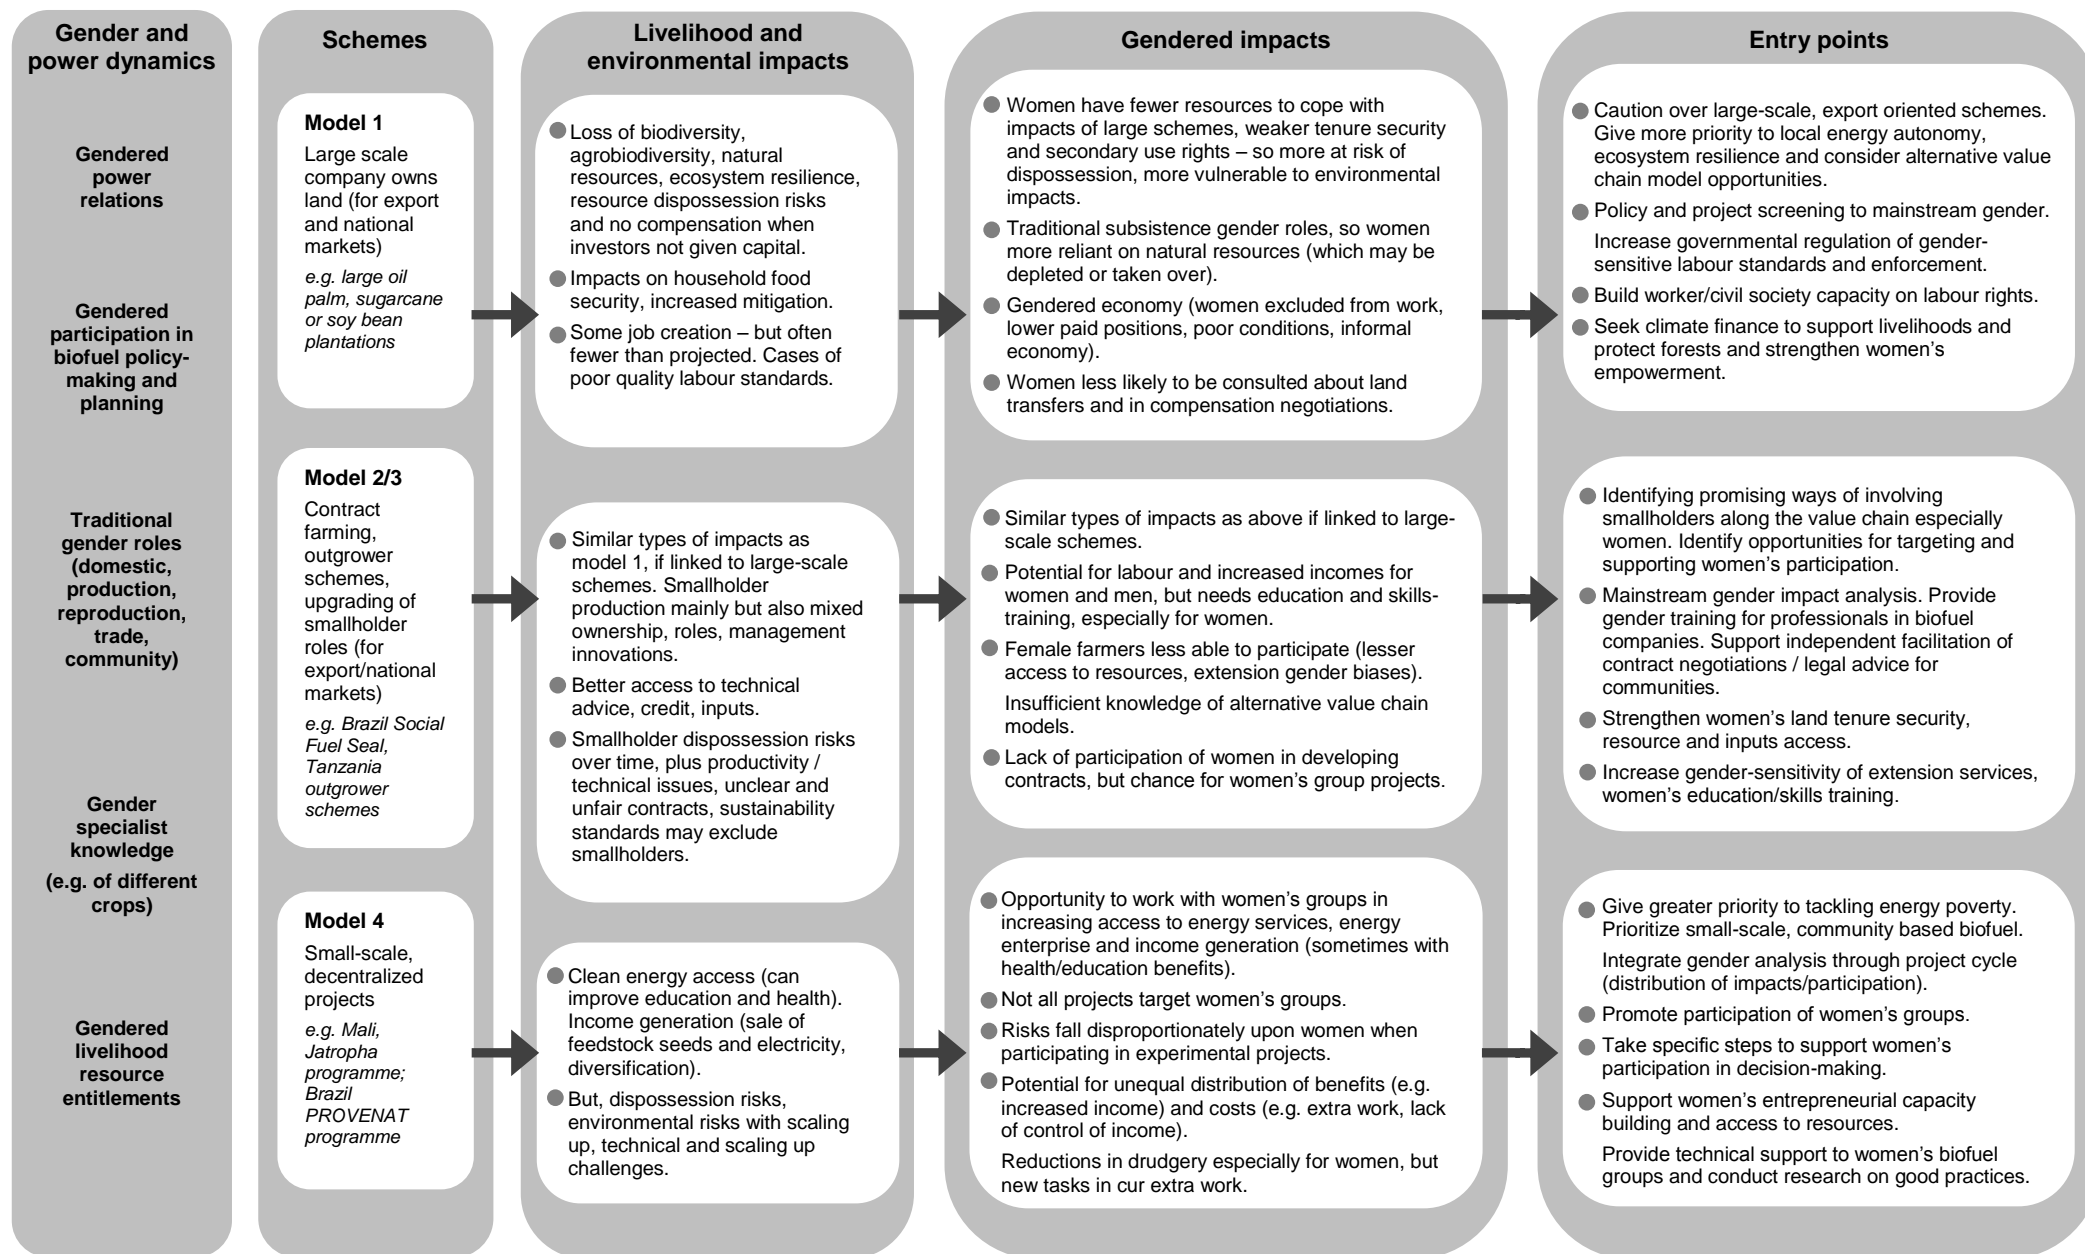 Gender and
power dynamics
Gendered
power
relations
Gendered
participation in
biofuel policy-
making and
planning
Traditional
gender roles
(domestic,
production,
reproduction,
trade,
community)
Gender
specialist
knowledge
(e.g. of different
crops)
Gendered
livelihood
resource
entitlements
Schemes
Model 1
Large scale
company owns
land (for export
and national
markets)
e.g. large oil
palm, sugarcane
or soy bean
plantations
Model 2/3
Contract
farming,
outgrower
schemes,
upgrading of
smallholder
roles (for
export/national
markets)
e.g. Brazil Social
Fuel Seal,
Tanzania
outgrower
schemes
Model 4
Small-scale,
decentralized
projects
e.g. Mali,
Jatropha
programme;
Brazil
PROVENAT
programme
Livelihood and
environmental impacts
Loss of biodiversity,
agrobiodiversity, natural
resources, ecosystem resilience,
resource dispossession risks
and no compensation when
investors not given capital.
Impacts on household food
security, increased mitigation.
Some job creation – but often
fewer than projected. Cases of
poor quality labour standards.
Similar types of impacts as
model 1, if linked to large-scale
schemes. Smallholder
production mainly but also mixed
ownership, roles, management
innovations.
Better access to technical
advice, credit, inputs.
Smallholder dispossession risks
over time, plus productivity /
technical issues, unclear and
unfair contracts, sustainability
standards may exclude
smallholders.
Clean energy access (can
improve education and health).
Income generation (sale of
feedstock seeds and electricity,
diversification).
But, dispossession risks,
environmental risks with scaling
up, technical and scaling up
challenges.
Gendered impacts
Women have fewer resources to cope with
impacts of large schemes, weaker tenure security
and secondary use rights – so more at risk of
dispossession, more vulnerable to environmental
impacts.
Traditional subsistence gender roles, so women
more reliant on natural resources (which may be
depleted or taken over).
Gendered economy (women excluded from work,
lower paid positions, poor conditions, informal
economy).
Women less likely to be consulted about land
transfers and in compensation negotiations.
Similar types of impacts as above if linked to large-
scale schemes.
Potential for labour and increased incomes for
women and men, but needs education and skills-
training, especially for women.
Female farmers less able to participate (lesser
access to resources, extension gender biases).
Insufficient knowledge of alternative value chain
models.
Lack of participation of women in developing
contracts, but chance for women’s group projects.
Opportunity to work with women’s groups in
increasing access to energy services, energy
enterprise and income generation (sometimes with
health/education benefits).
Not all projects target women’s groups.
Risks fall disproportionately upon women when
participating in experimental projects.
Potential for unequal distribution of benefits (e.g.
increased income) and costs (e.g. extra work, lack
of control of income).
Reductions in drudgery especially for women, but
new tasks in cur extra work.
Entry points
Caution over large-scale, export oriented schemes.
Give more priority to local energy autonomy,
ecosystem resilience and consider alternative value
chain model opportunities.
Policy and project screening to mainstream gender.
Increase governmental regulation of gender-
sensitive labour standards and enforcement.
Build worker/civil society capacity on labour rights.
Seek climate finance to support livelihoods and
protect forests and strengthen women’s
empowerment.
Identifying promising ways of involving
smallholders along the value chain especially
women. Identify opportunities for targeting and
supporting women’s participation.
Mainstream gender impact analysis. Provide
gender training for professionals in biofuel
companies. Support independent facilitation of
contract negotiations / legal advice for
communities.
Strengthen women’s land tenure security,
resource and inputs access.
Increase gender-sensitivity of extension services,
women’s education/skills training.
Give greater priority to tackling energy poverty.
Prioritize small-scale, community based biofuel.
Integrate gender analysis through project cycle
(distribution of impacts/participation).
Promote participation of women’s groups.
Take specific steps to support women’s
participation in decision-making.
Support women’s entrepreneurial capacity
building and access to resources.
Provide technical support to women’s biofuel
groups and conduct research on good practices.